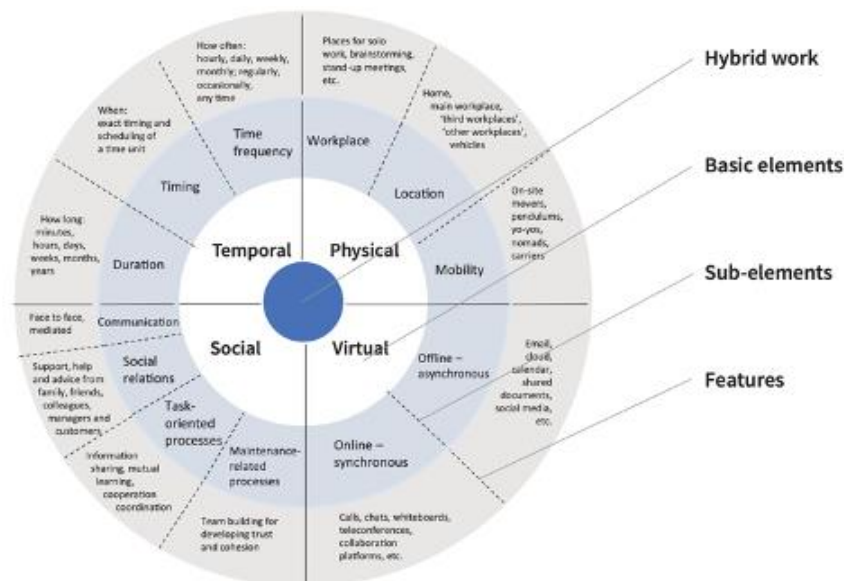 How often:
hourly, daily, weekly,
monthly; regularly,
occasionally,
any time
Places for solo
work, brainstorming,
stand-up meetings,
etc.
Hybrid work
When:
exact timing and
scheduling of
a time unit
Time
frequency
Workplace
Home,
main workplace,
'third workplaces',
'other workplaces',
vehicles
Basic elements
Timing
Location
How long:
minutes,
hours, days,
weeks, months,
years
Duration
Temporal
Physical
Mobility
On-site
movers,
pendulums,
yo-yos,
nomads,
carriers
Sub-elements
Face to face,
mediated
Communication
Social
Virtual
Social
relations
Offline –
asynchronous
Email,
cloud,
calendar,
shared
documents,
social media,
etc.
Features
Support, help
and advice from
family, friends,
colleagues,
managers and
customers
Task-
oriented
processes
Maintenance-
related
processes
Online –
synchronous
Information
sharing, mutual
learning,
cooperation
coordination
Team building for
developing trust
and cohesion
Calls, chats, whiteboards,
teleconferences,
collaboration
platforms, etc.